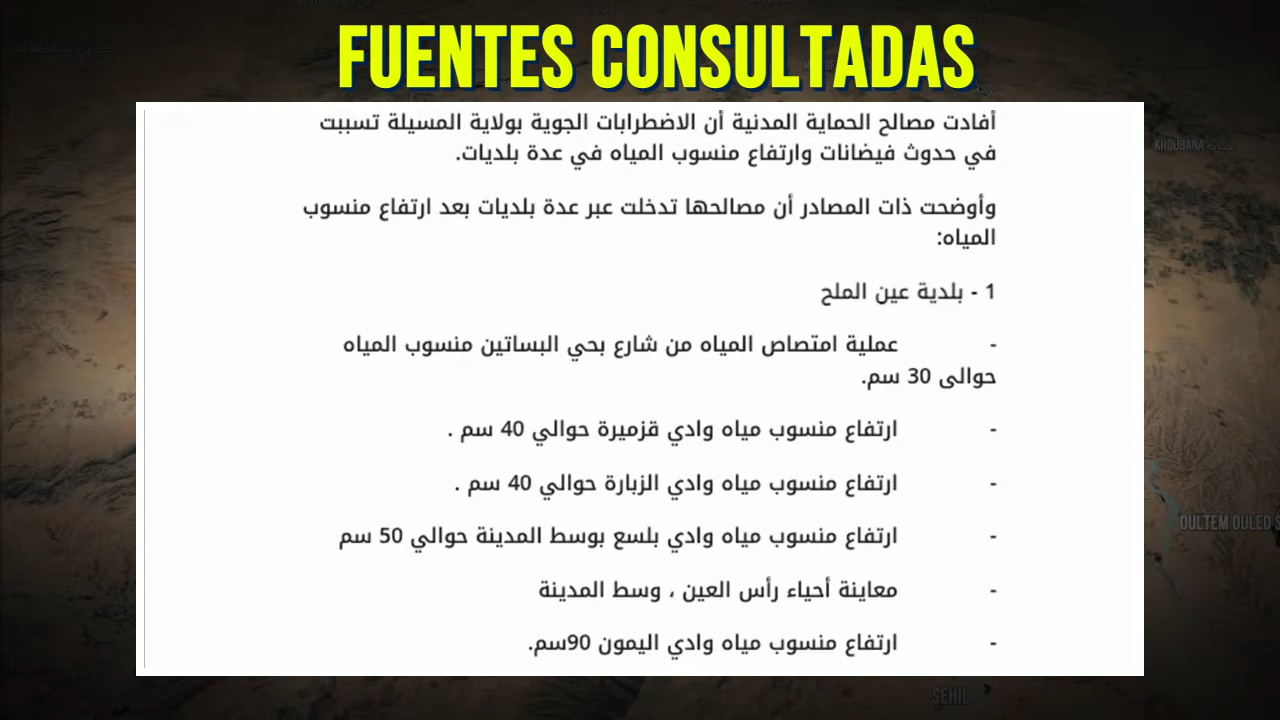 FUENTES CONSULTADAS
أفادت مصالح الحماية المدنية أن الاضطرابات الجوية بولاية المسيلة تسببت
في حدوث فيضانات وارتفاع منسوب المياه في عدة بلديات.
وأوضحت ذات المصادر أن مصالحها تدخلت عبر عدة بلديات بعد ارتفاع منسوب
المياه:
1 - بلدية عين الملح
- عملية امتصاص المياه من شارع بحي البساتين منسوب المياه
حوالى 30 سم.
- ارتفاع منسوب مياه وادي قزميرة حوالي 40 سم .
- ارتفاع منسوب مياه وادي الزبارة حوالي 40 سم .
- ارتفاع منسوب مياه وادي بلسع بوسط المدينة حوالي 50 سم
- معاينة أحياء رأس العين ، وسط المدينة
- ارتفاع منسوب مياه وادي اليمون 90سم.
KHOUBANA
OULTEM OULED S
SEHIL